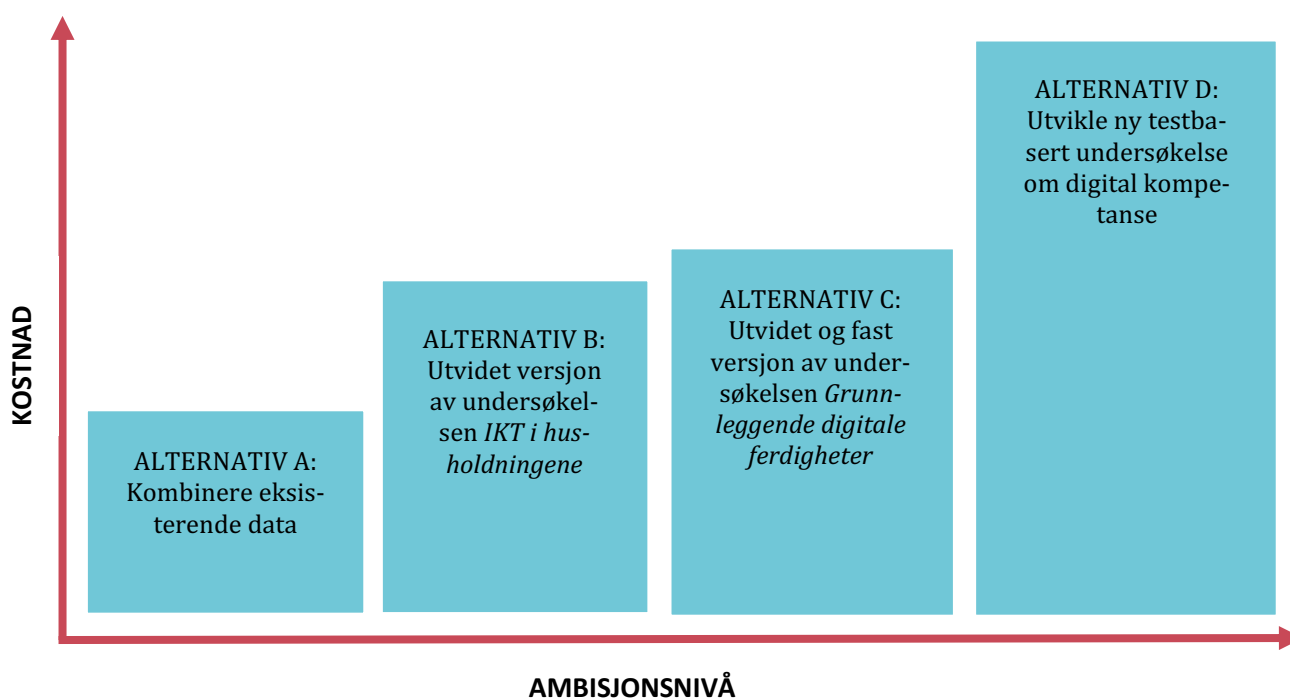 KOSTNAD
ALTERNATIV A:
Kombinere eksis-
terende data
ALTERNATIV B:
Utvidet versjon
av undersøkel-
sen IKT i hus-
holdningene
ALTERNATIV C:
Utvidet og fast
versjon av under-
søkelsen Grunn-
leggende digitale
ferdigheter
ALTERNATIV D:
Utvikle ny testba-
sert undersøkelse
om digital kompe-
tanse
AMBISJONSNIVÅ